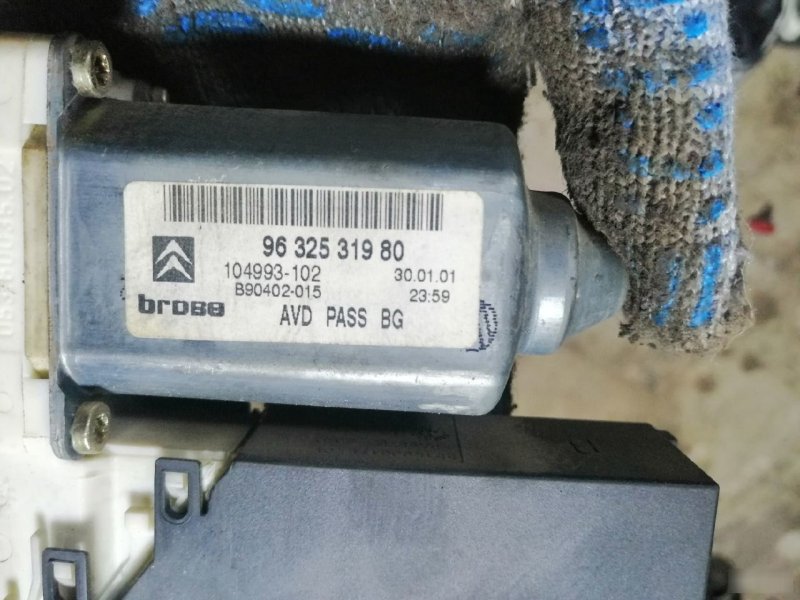 96 325 319 80
104993-102 30.01.01
B90402-015 23:59
brose
AVD PASS BG